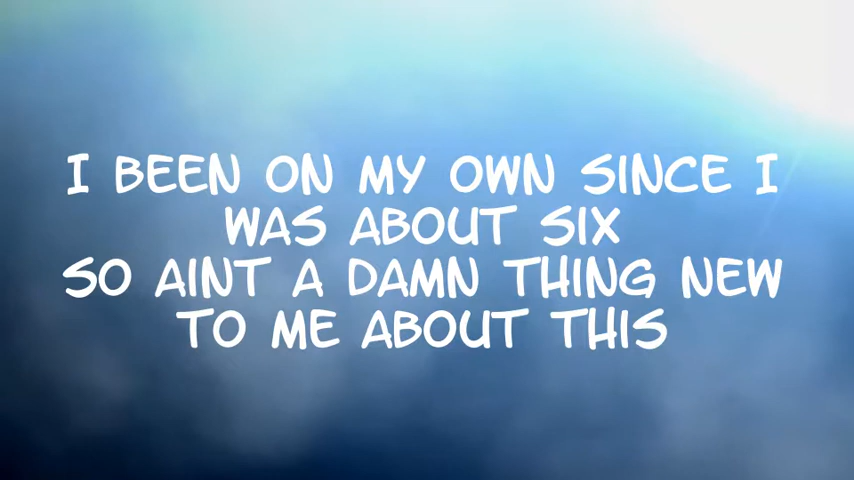 I BEEN ON MY OWN SINCE I
WAS ABOUT SIX
SO AINT A DAMN THING NEW
TO ME ABOUT THIS